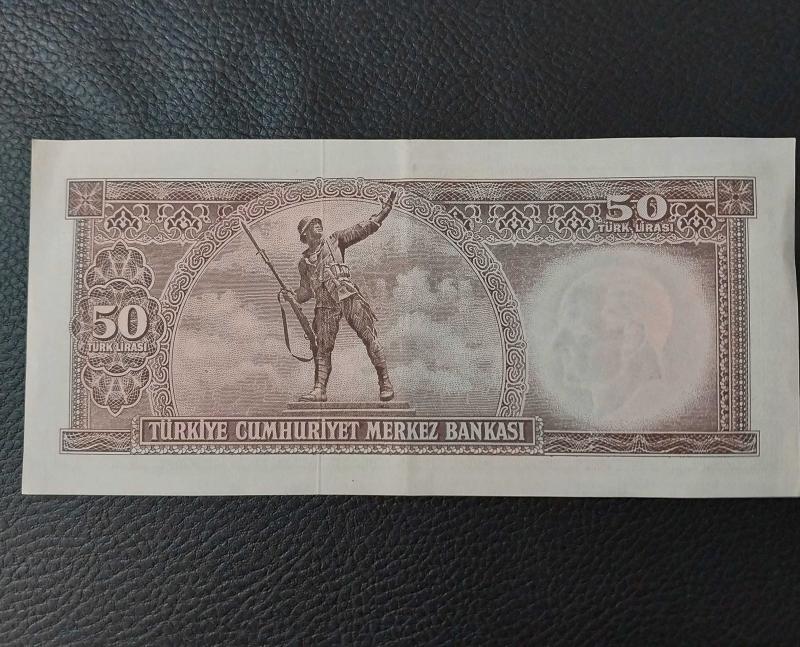 50
TÜRK LİRASI
50
TÜRK LİRASI
TÜRKİYE CUMHURİYET MERKEZ BANKASI